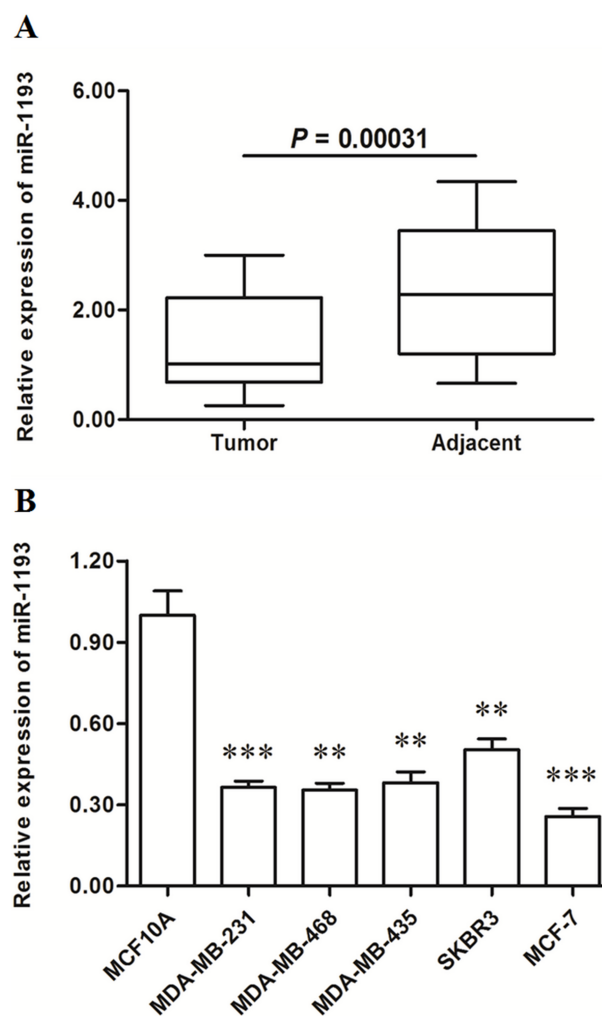 A
Relative expression of miR-1193
6.00
4.00
2.00
0.00
P = 0.00031
Tumor
Adjacent
B
Relative expression of miR-1193
1.20
0.90
0.60
0.30
0.00
***
**
**
**
***
MCF10A
MDA-MB-231
MDA-MB-468
MDA-MB-435
SKBR3
MCF-7